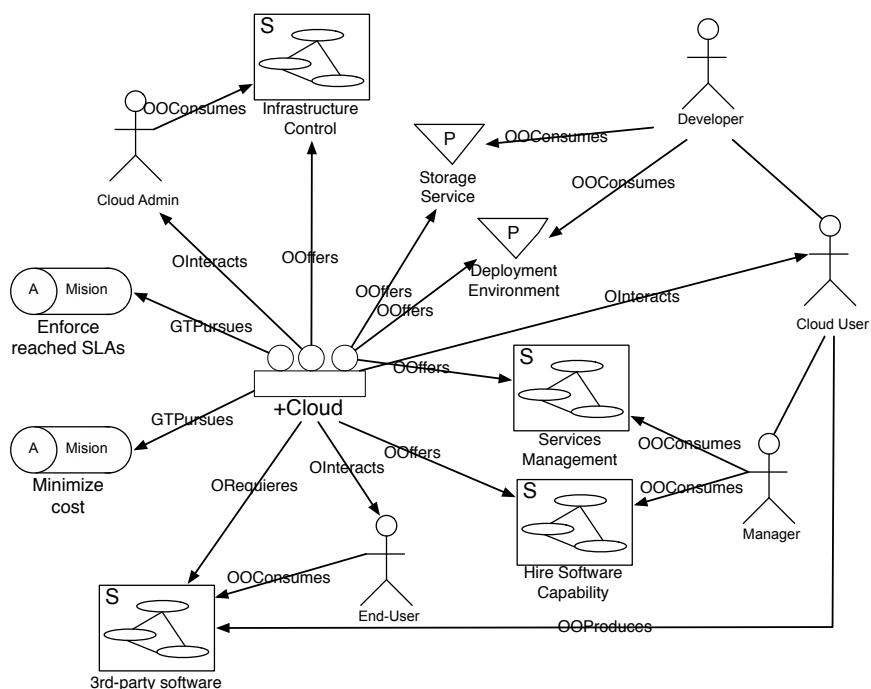 S
Infrastructure
Control
OOConsumes
Cloud Admin
Developer
P
OOConsumes
Storage
Service
OOConsumes
P
Deployment
Environment
OInteracts
OOffers
OOffers
OOffers
OInteracts
Cloud User
A Mision
Enforce
reached SLAs
GTPursues
+Cloud
OOffers
S
Services
Management
OOConsumes
GTPursues
A Mision
Minimize
cost
ORequieres
OInteracts
OOffers
S
Hire Software
Capability
OOConsumes
Manager
OOConsumes
End-User
S
3rd-party software
OOProduces